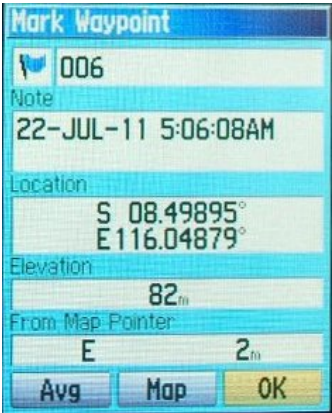 Mark Waypoint
006
Note
22-JUL-11 5:06:08AM
Location
S 08.49895°
E116.04879°
Elevation
82m
From Map Pointer
E 2m
Avg Map OK